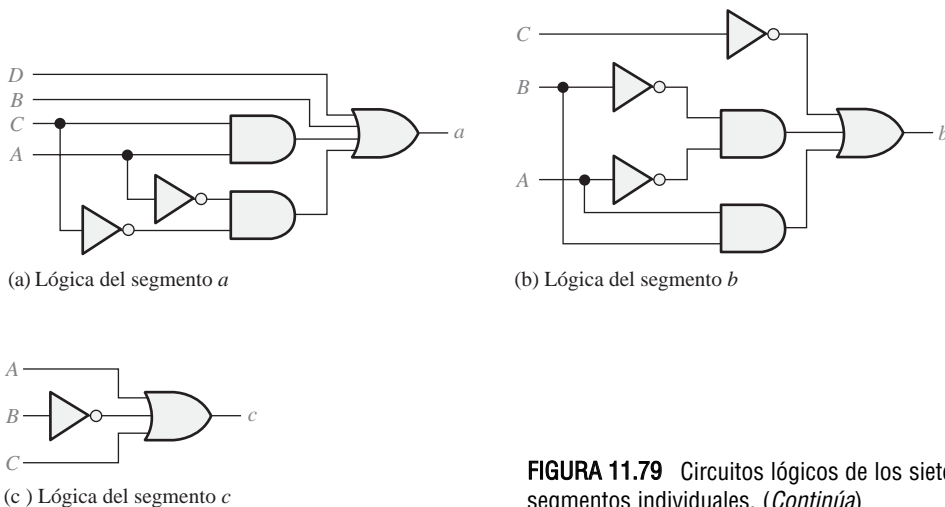 D
B
C
A
a
(a) Lógica del segmento a
C
B
A
b
(b) Lógica del segmento b
A
B
C
c
(c ) Lógica del segmento c
FIGURA 11.79 Circuitos lógicos de los siete
segmentos individuales. (Continúa)